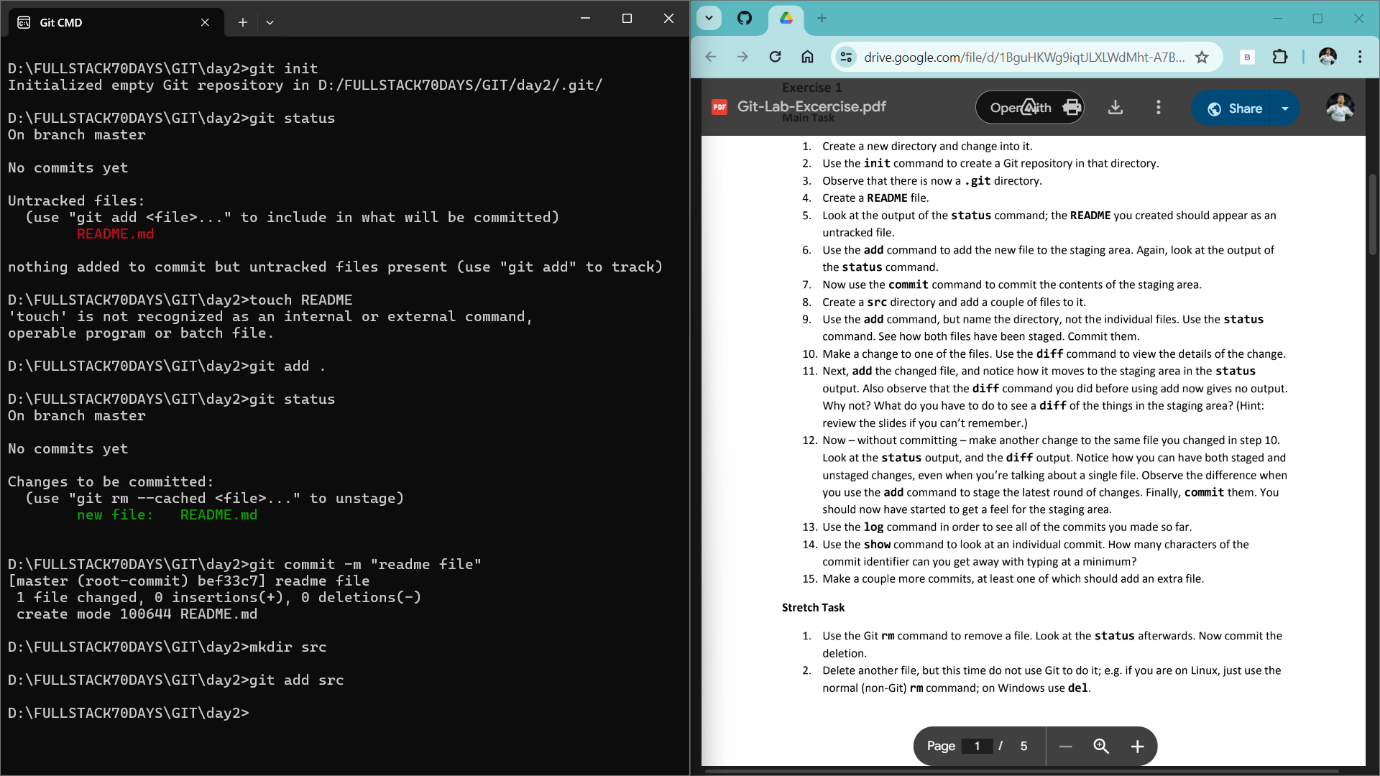 Git CMD
D:\FULLSTACK70DAYS\GIT\day2>git init
Initialized empty Git repository in D:/FULLSTACK70DAYS/GIT/day2/.git/
D:\FULLSTACK70DAYS\GIT\day2>git status
On branch master
No commits yet
Untracked files:
(use "git add <file>..." to include in what will be committed)
README.md
nothing added to commit but untracked files present (use "git add" to track)
D:\FULLSTACK70DAYS\GIT\day2>touch README
'touch' is not recognized as an internal or external command,
operable program or batch file.
D:\FULLSTACK70DAYS\GIT\day2>git add .
D:\FULLSTACK70DAYS\GIT\day2>git status
On branch master
No commits yet
Changes to be committed:
(use "git rm --cached <file>..." to unstage)
new file:   README.md
D:\FULLSTACK70DAYS\GIT\day2>git commit -m "readme file"
[master (root-commit) bef33c7] readme file
1 file changed, 0 insertions(+), 0 deletions(-)
create mode 100644 README.md
D:\FULLSTACK70DAYS\GIT\day2>mkdir src
D:\FULLSTACK70DAYS\GIT\day2>git add src
D:\FULLSTACK70DAYS\GIT\day2>
drive.google.com/file/d/1BguHKWg9iqtJLXLWdMht-A7B...
B
Exercise 1
PDF Git-Lab-Excercise.pdf
Open with
Share
Main Task
1. Create a new directory and change into it.
2. Use the init command to create a Git repository in that directory.
3. Observe that there is now a .git directory.
4. Create a README file.
5. Look at the output of the status command; the README you created should appear as an
untracked file.
6. Use the add command to add the new file to the staging area. Again, look at the output of
the status command.
7. Now use the commit command to commit the contents of the staging area.
8. Create a src directory and add a couple of files to it.
9. Use the add command, but name the directory, not the individual files. Use the status
command. See how both files have been staged. Commit them.
10. Make a change to one of the files. Use the diff command to view the details of the change.
11. Next, add the changed file, and notice how it moves to the staging area in the status
output. Also observe that the diff command you did before using add now gives no output.
Why not? What do you have to do to see a diff of the things in the staging area? (Hint:
review the slides if you can't remember.)
12. Now – without committing – make another change to the same file you changed in step 10.
Look at the status output, and the diff output. Notice how you can have both staged and
unstaged changes, even when you're talking about a single file. Observe the difference when
you use the add command to stage the latest round of changes. Finally, commit them. You
should now have started to get a feel for the staging area.
13. Use the log command in order to see all of the commits you made so far.
14. Use the show command to look at an individual commit. How many characters of the
commit identifier can you get away with typing at a minimum?
15. Make a couple more commits, at least one of which should add an extra file.
Stretch Task
1. Use the Git rm command to remove a file. Look at the status afterwards. Now commit the
deletion.
2. Delete another file, but this time do not use Git to do it; e.g. if you are on Linux, just use the
normal (non-Git) rm command; on Windows use del.
Page 1 / 5